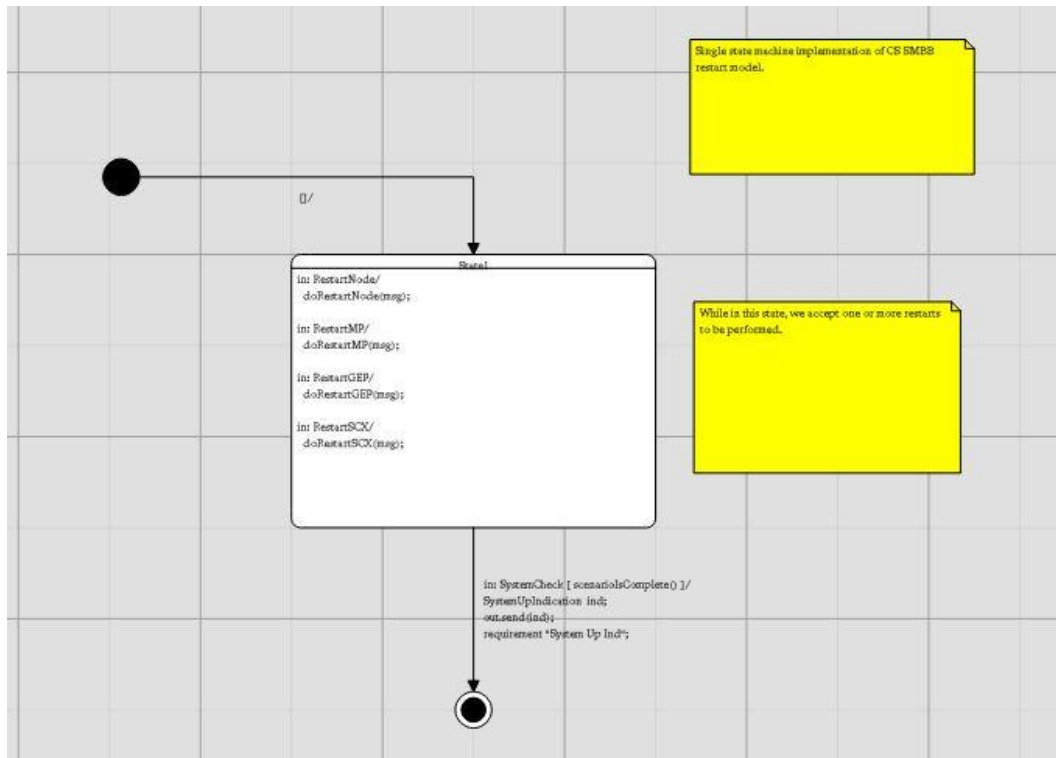 Single state machine implementation of CS SMBB
restart model.
[]/
State1
in: RestartNode/
doRestartNode(msg);
in: RestartMP/
doRestartMP(msg);
in: RestartGEP/
doRestartGEP(msg);
in: RestartSCX/
doRestartSCX(msg);
While in this state, we accept one or more restarts
to be performed.
in: SystemCheck [ scenarioIsComplete() ]/
SystemUpIndication ind;
out.send(ind);
requirement "System Up Ind";